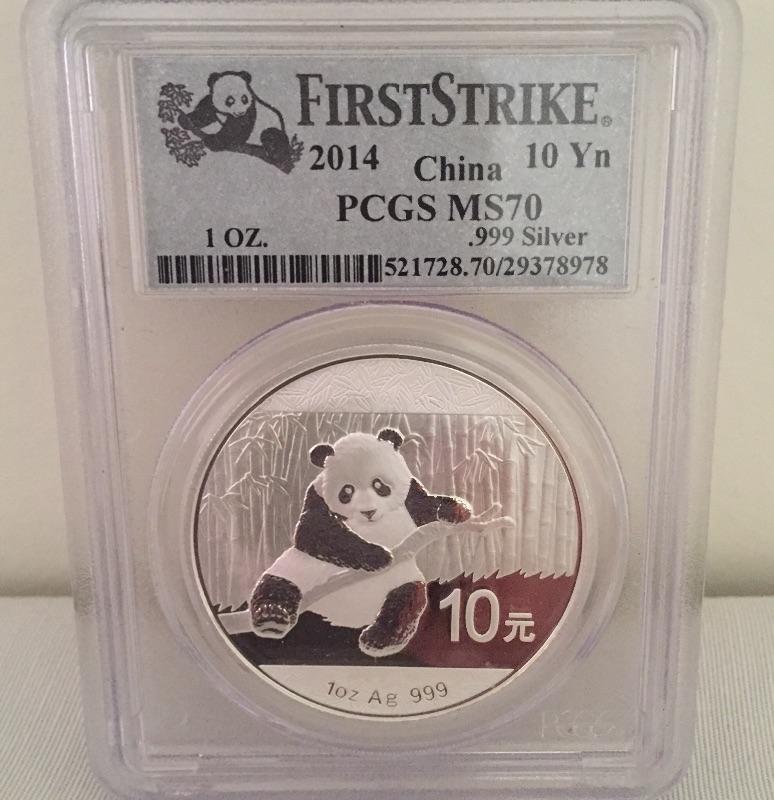 FIRSTSTRIKE®
2014 China 10 Yn
PCGS MS70
1 OZ. .999 Silver
521728.70/29378978
10元
1oz Ag 999
PCGS